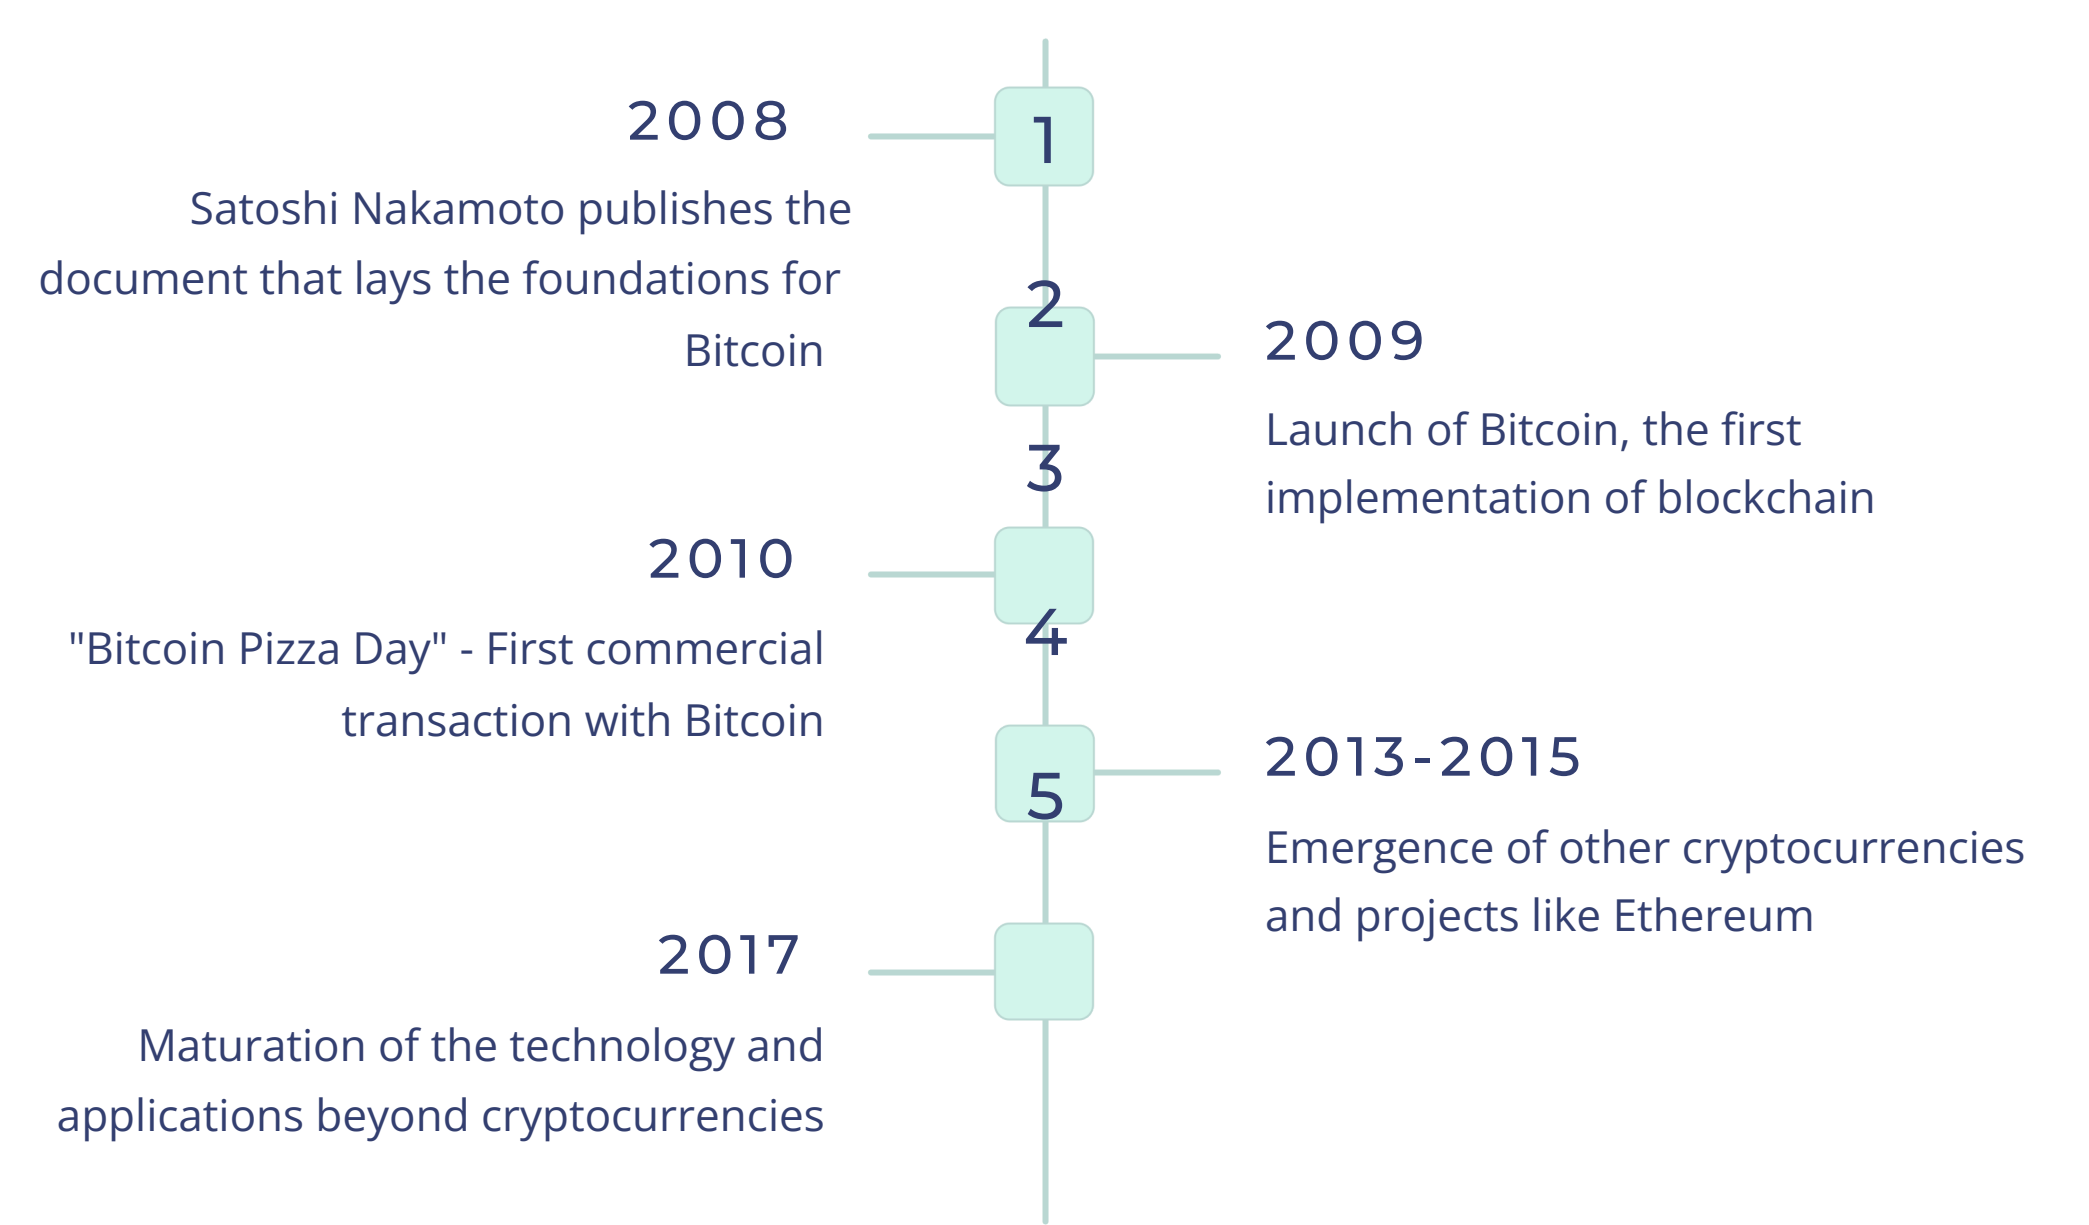 1
2008
Satoshi Nakamoto publishes the
document that lays the foundations for
Bitcoin
2
2009
Launch of Bitcoin, the first
implementation of blockchain
3
2010
"Bitcoin Pizza Day" - First commercial
transaction with Bitcoin
4
2013-2015
Emergence of other cryptocurrencies
and projects like Ethereum
5
2017
Maturation of the technology and
applications beyond cryptocurrencies